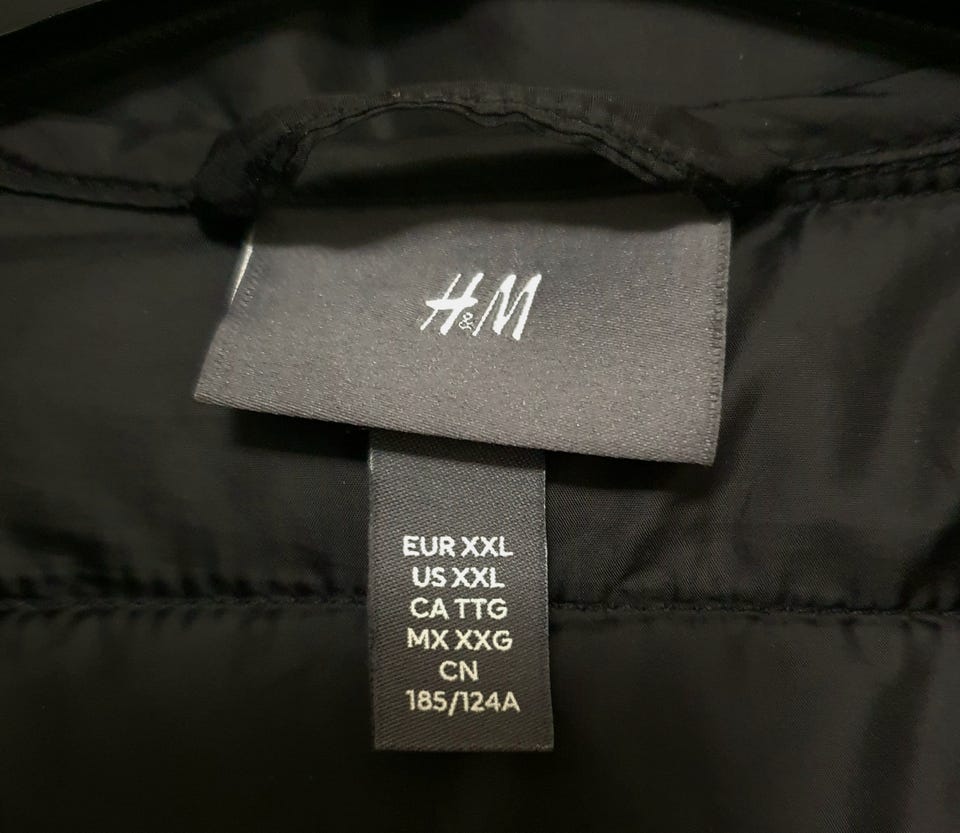 H&M
EUR XXL
US XXL
CA TTG
MX XXG
CN
185/124A